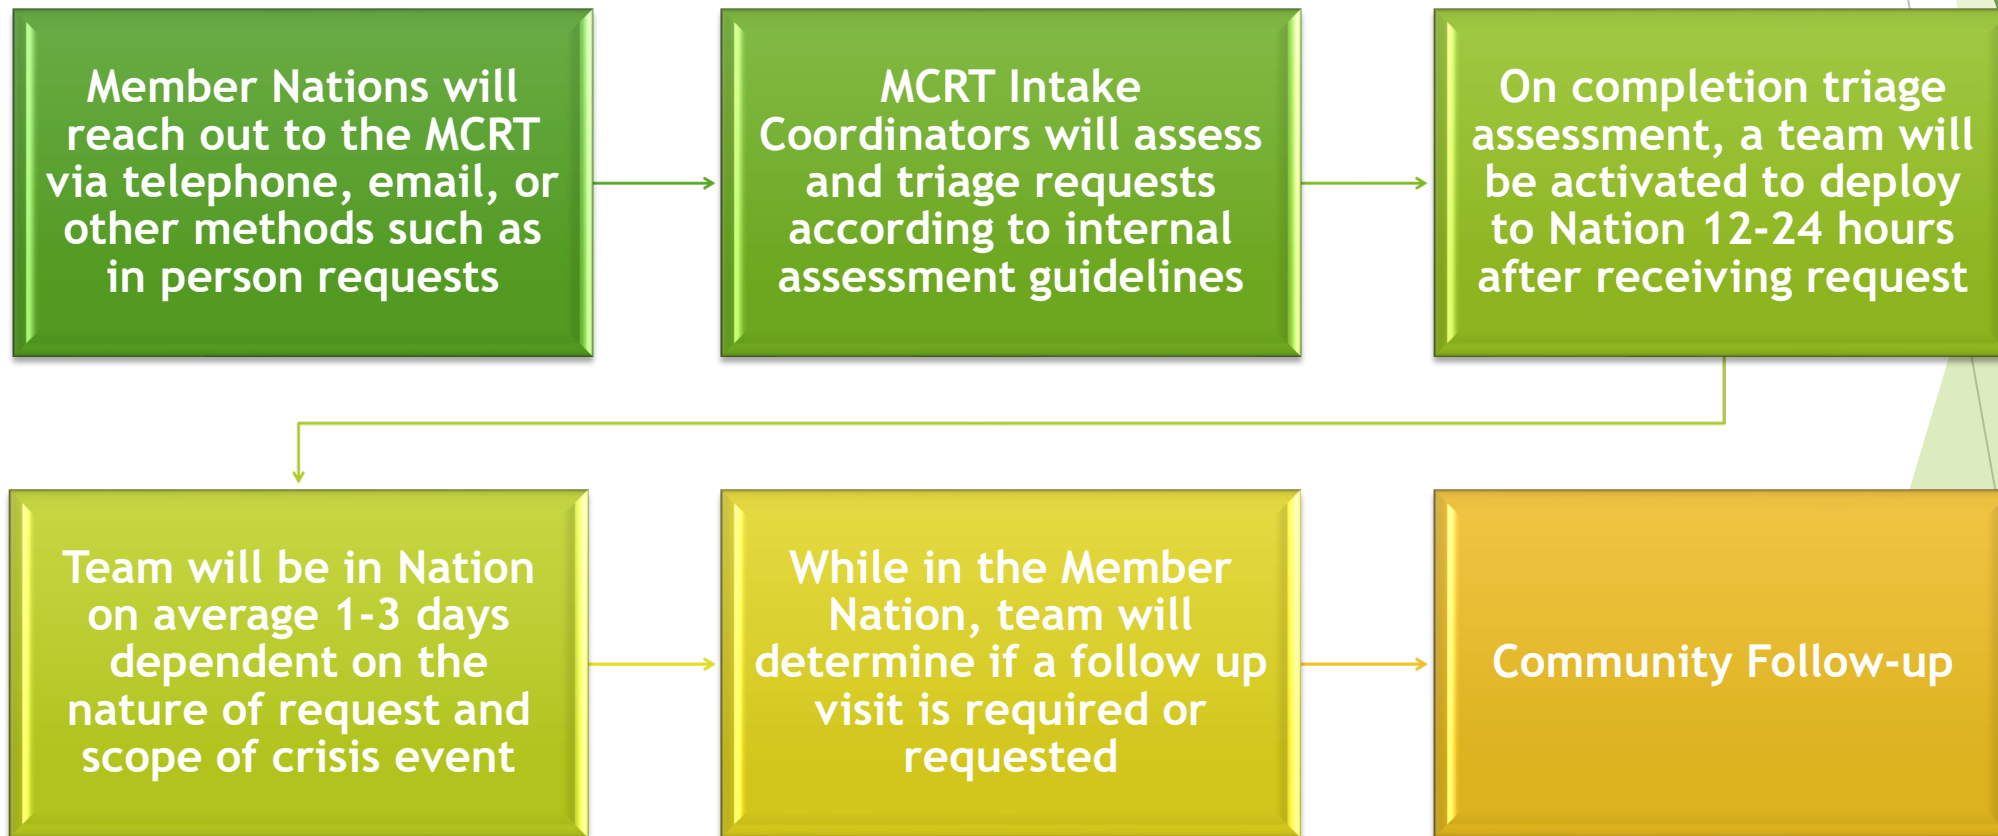 Member Nations will
reach out to the MCRT
via telephone, email, or
other methods such as
in person requests
MCRT Intake
Coordinators will assess
and triage requests
according to internal
assessment guidelines
On completion triage
assessment, a team will
be activated to deploy
to Nation 12-24 hours
after receiving request
Team will be in Nation
on average 1-3 days
dependent on the
nature of request and
scope of crisis event
While in the Member
Nation, team will
determine if a follow up
visit is required or
requested
Community Follow-up